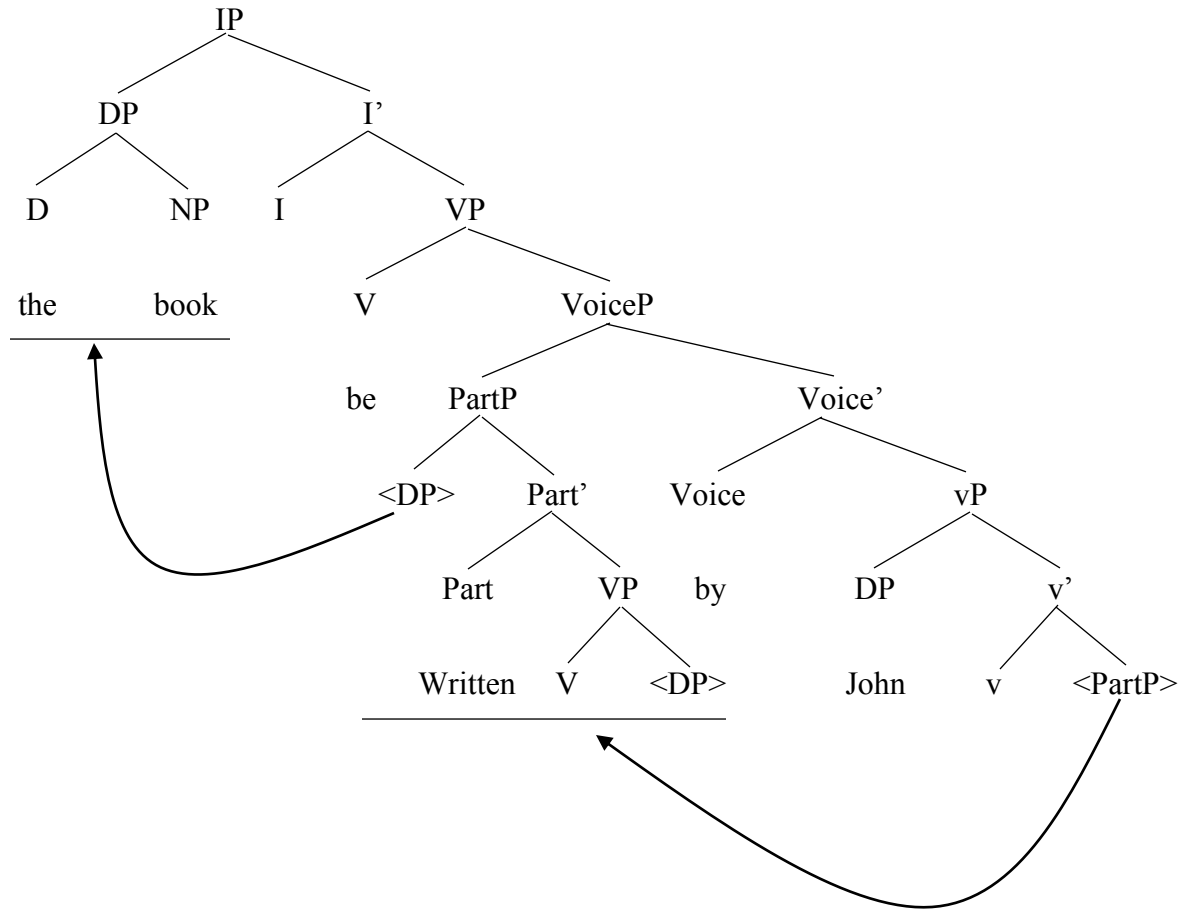 IP
DP I’
D NP I VP
the book V VoiceP
be PartP Voice’
<DP> Part’ Voice vP
Part VP by DP v’
Written V <DP> John v <PartP>